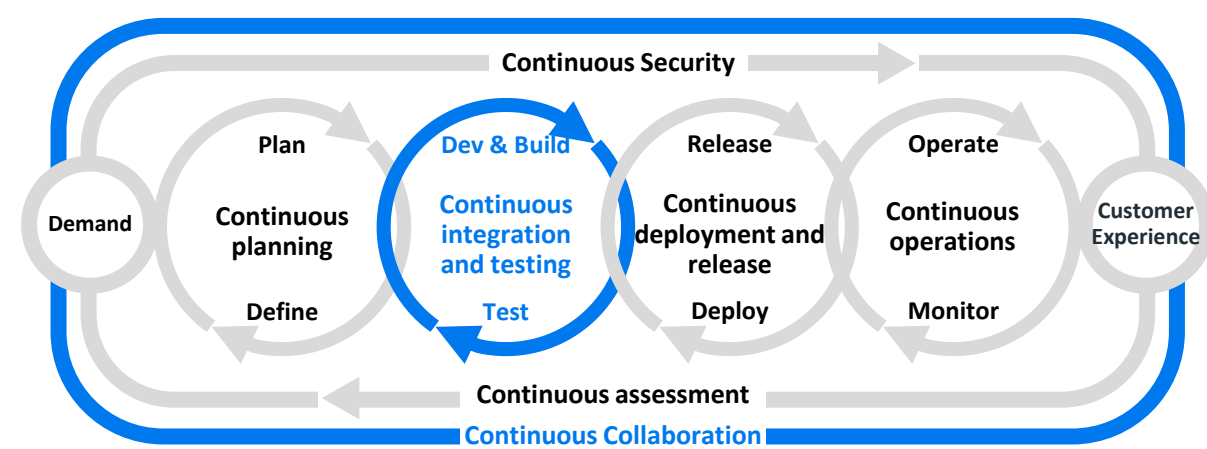 Continuous Security
Demand
Plan
Continuous
planning
Define
Dev & Build
Continuous
integration
and testing
Test
Release
Continuous
deployment and
release
Deploy
Operate
Continuous
operations
Monitor
Customer
Experience
Continuous assessment
Continuous Collaboration